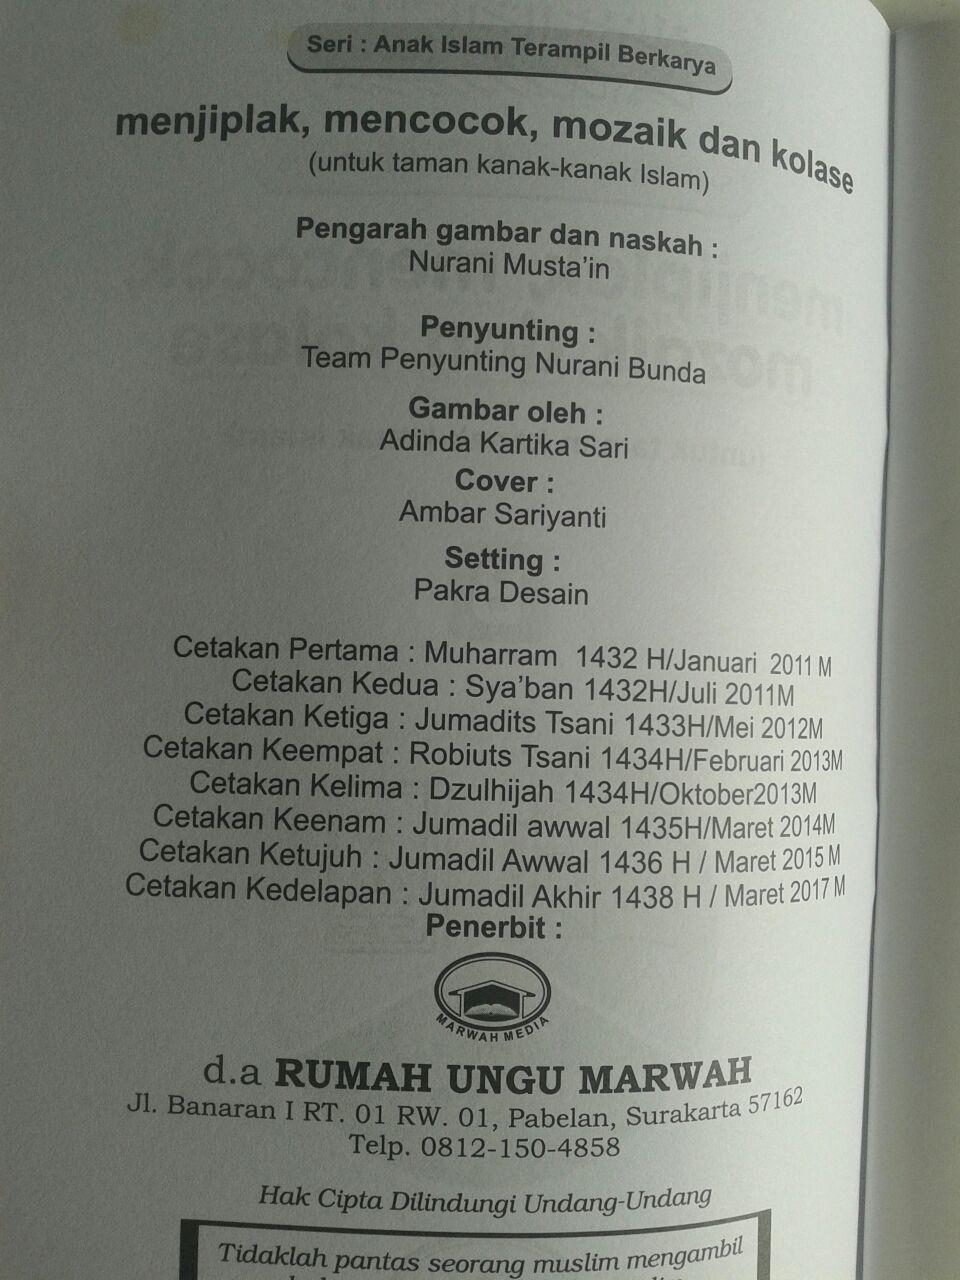 Seri : Anak Islam Terampil Berkarya
menjiplak, mencocok, mozaik dan kolase
(untuk taman kanak-kanak Islam)
Pengarah gambar dan naskah :
Nurani Musta'in
Penyunting :
Team Penyunting Nurani Bunda
Gambar oleh :
Adinda Kartika Sari
Cover :
Ambar Sariyanti
Setting :
Pakra Desain
Cetakan Pertama : Muharram 1432 H/Januari 2011 M
Cetakan Kedua : Sya'ban 1432H/Juli 2011M
Cetakan Ketiga : Jumadits Tsani 1433H/Mei 2012M
Cetakan Keempat : Robiuts Tsani 1434H/Februari 2013M
Cetakan Kelima : Dzulhijah 1434H/Oktober2013M
Cetakan Keenam : Jumadil awwal 1435H/Maret 2014M
Cetakan Ketujuh : Jumadil Awwal 1436 H / Maret 2015 M
Cetakan Kedelapan : Jumadil Akhir 1438 H / Maret 2017 M
Penerbit :
MARWAH MEDIA
d.a RUMAH UNGU MARWAH
Jl. Banaran I RT. 01 RW. 01, Pabelan, Surakarta 57162
Telp. 0812-150-4858
Hak Cipta Dilindungi Undang-Undang
Tidaklah pantas seorang muslim mengambil